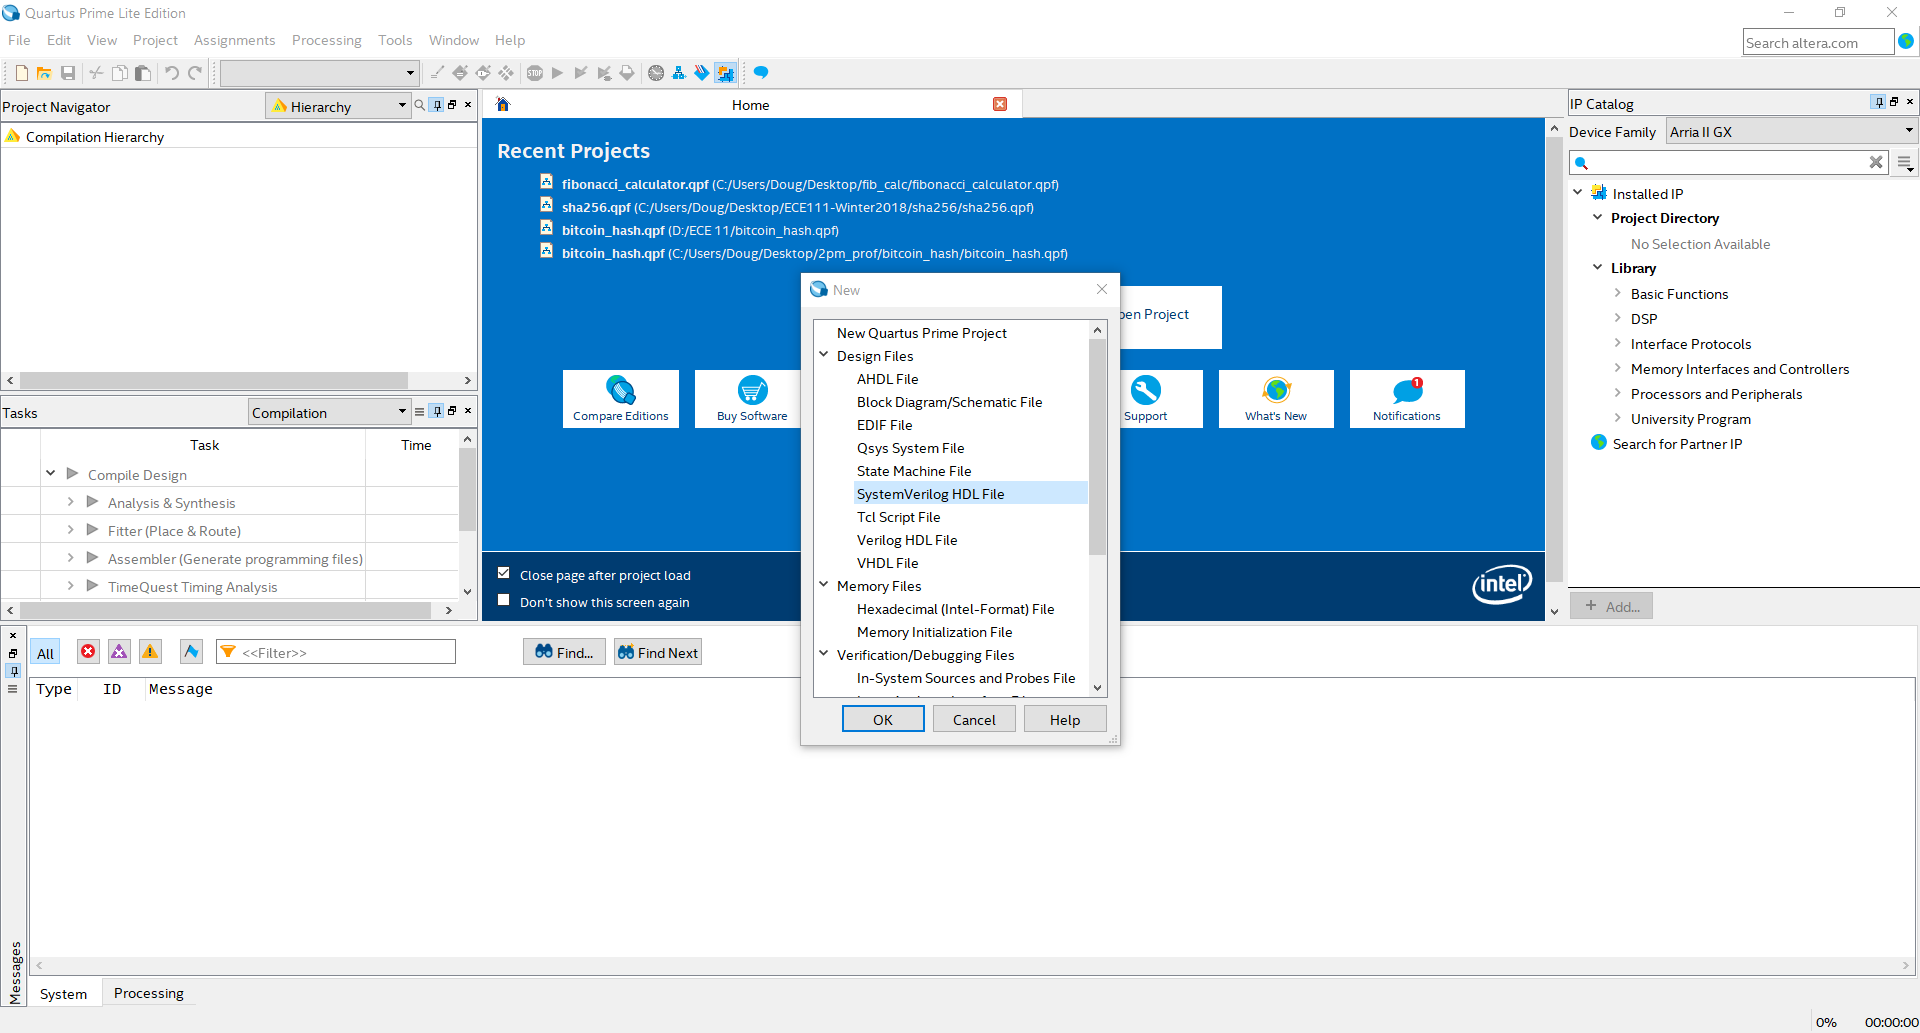 Quartus Prime Lite Edition
File Edit View Project Assignments Processing Tools Window Help
Search altera.com
Project Navigator Hierarchy
Compilation Hierarchy
Tasks Compilation
Task Time
Compile Design
Analysis & Synthesis
Fitter (Place & Route)
Assembler (Generate programming files)
TimeQuest Timing Analysis
Home
Recent Projects
fibonacci_calculator.qpf (C:/Users/Doug/Desktop/fib_calc/fibonacci_calculator.qpf)
sha256.qpf (C:/Users/Doug/Desktop/ECE111-Winter2018/sha256/sha256.qpf)
bitcoin_hash.qpf (D:/ECE 11/bitcoin_hash.qpf)
bitcoin_hash.qpf (C:/Users/Doug/Desktop/2pm_prof/bitcoin_hash/bitcoin_hash.qpf)
pen Project
Compare Editions
Buy Software
Support
What's New
1
Notifications
Close page after project load
Don't show this screen again
intel
New
New Quartus Prime Project
Design Files
AHDL File
Block Diagram/Schematic File
EDIF File
Qsys System File
State Machine File
SystemVerilog HDL File
Tcl Script File
Verilog HDL File
VHDL File
Memory Files
Hexadecimal (Intel-Format) File
Memory Initialization File
Verification/Debugging Files
In-System Sources and Probes File
OK Cancel Help
IP Catalog
Device Family Arria II GX
Installed IP
Project Directory
No Selection Available
Library
Basic Functions
DSP
Interface Protocols
Memory Interfaces and Controllers
Processors and Peripherals
University Program
Search for Partner IP
+ Add...
All <<Filter>> Find... Find Next
Type ID Message
Messages
System Processing
0% 00:00:00